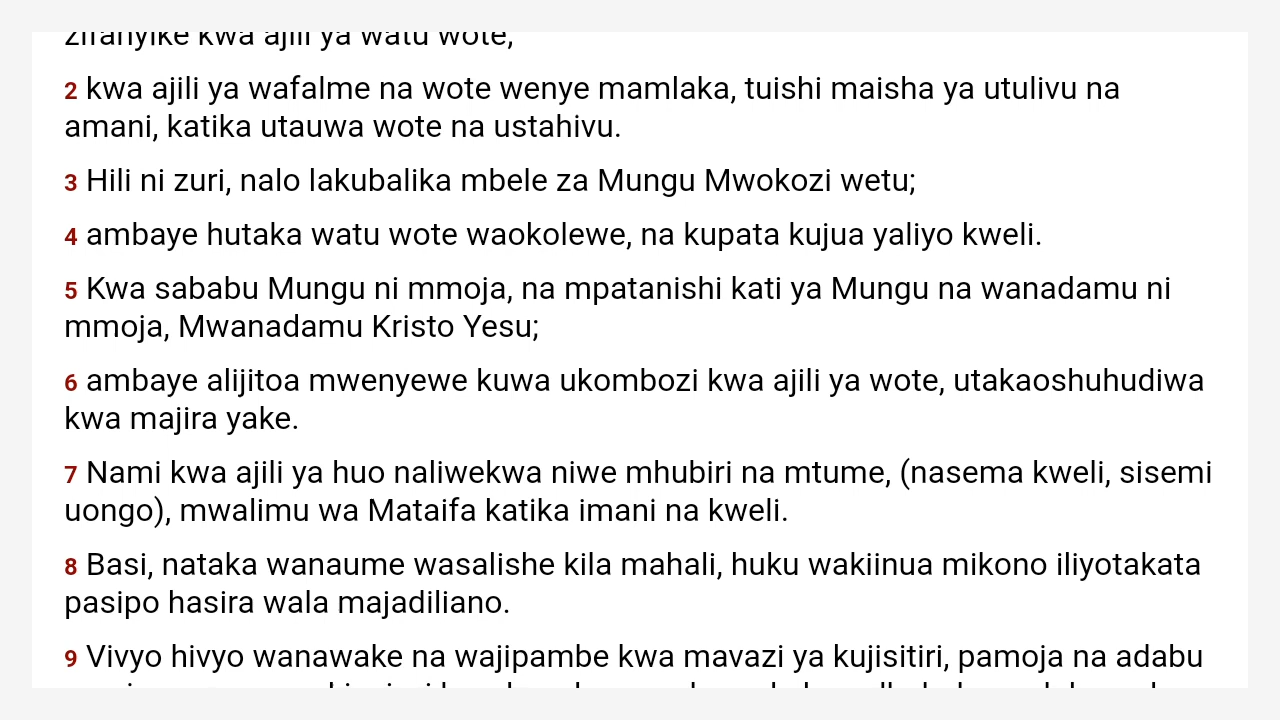 zifanyike kwa ajili ya watu wote,
2 kwa ajili ya wafalme na wote wenye mamlaka, tuishi maisha ya utulivu na
amani, katika utauwa wote na ustahivu.
3 Hili ni zuri, nalo lakubalika mbele za Mungu Mwokozi wetu;
4 ambaye hutaka watu wote waokolewe, na kupata kujua yaliyo kweli.
5 Kwa sababu Mungu ni mmoja, na mpatanishi kati ya Mungu na wanadamu ni
mmoja, Mwanadamu Kristo Yesu;
6 ambaye alijitoa mwenyewe kuwa ukombozi kwa ajili ya wote, utakaoshuhudiwa
kwa majira yake.
7 Nami kwa ajili ya huo naliwekwa niwe mhubiri na mtume, (nasema kweli, sisemi
uongo), mwalimu wa Mataifa katika imani na kweli.
8 Basi, nataka wanaume wasalishe kila mahali, huku wakiinua mikono iliyotakata
pasipo hasira wala majadiliano.
9 Vivyo hivyo wanawake na wajipambe kwa mavazi ya kujisitiri, pamoja na adabu